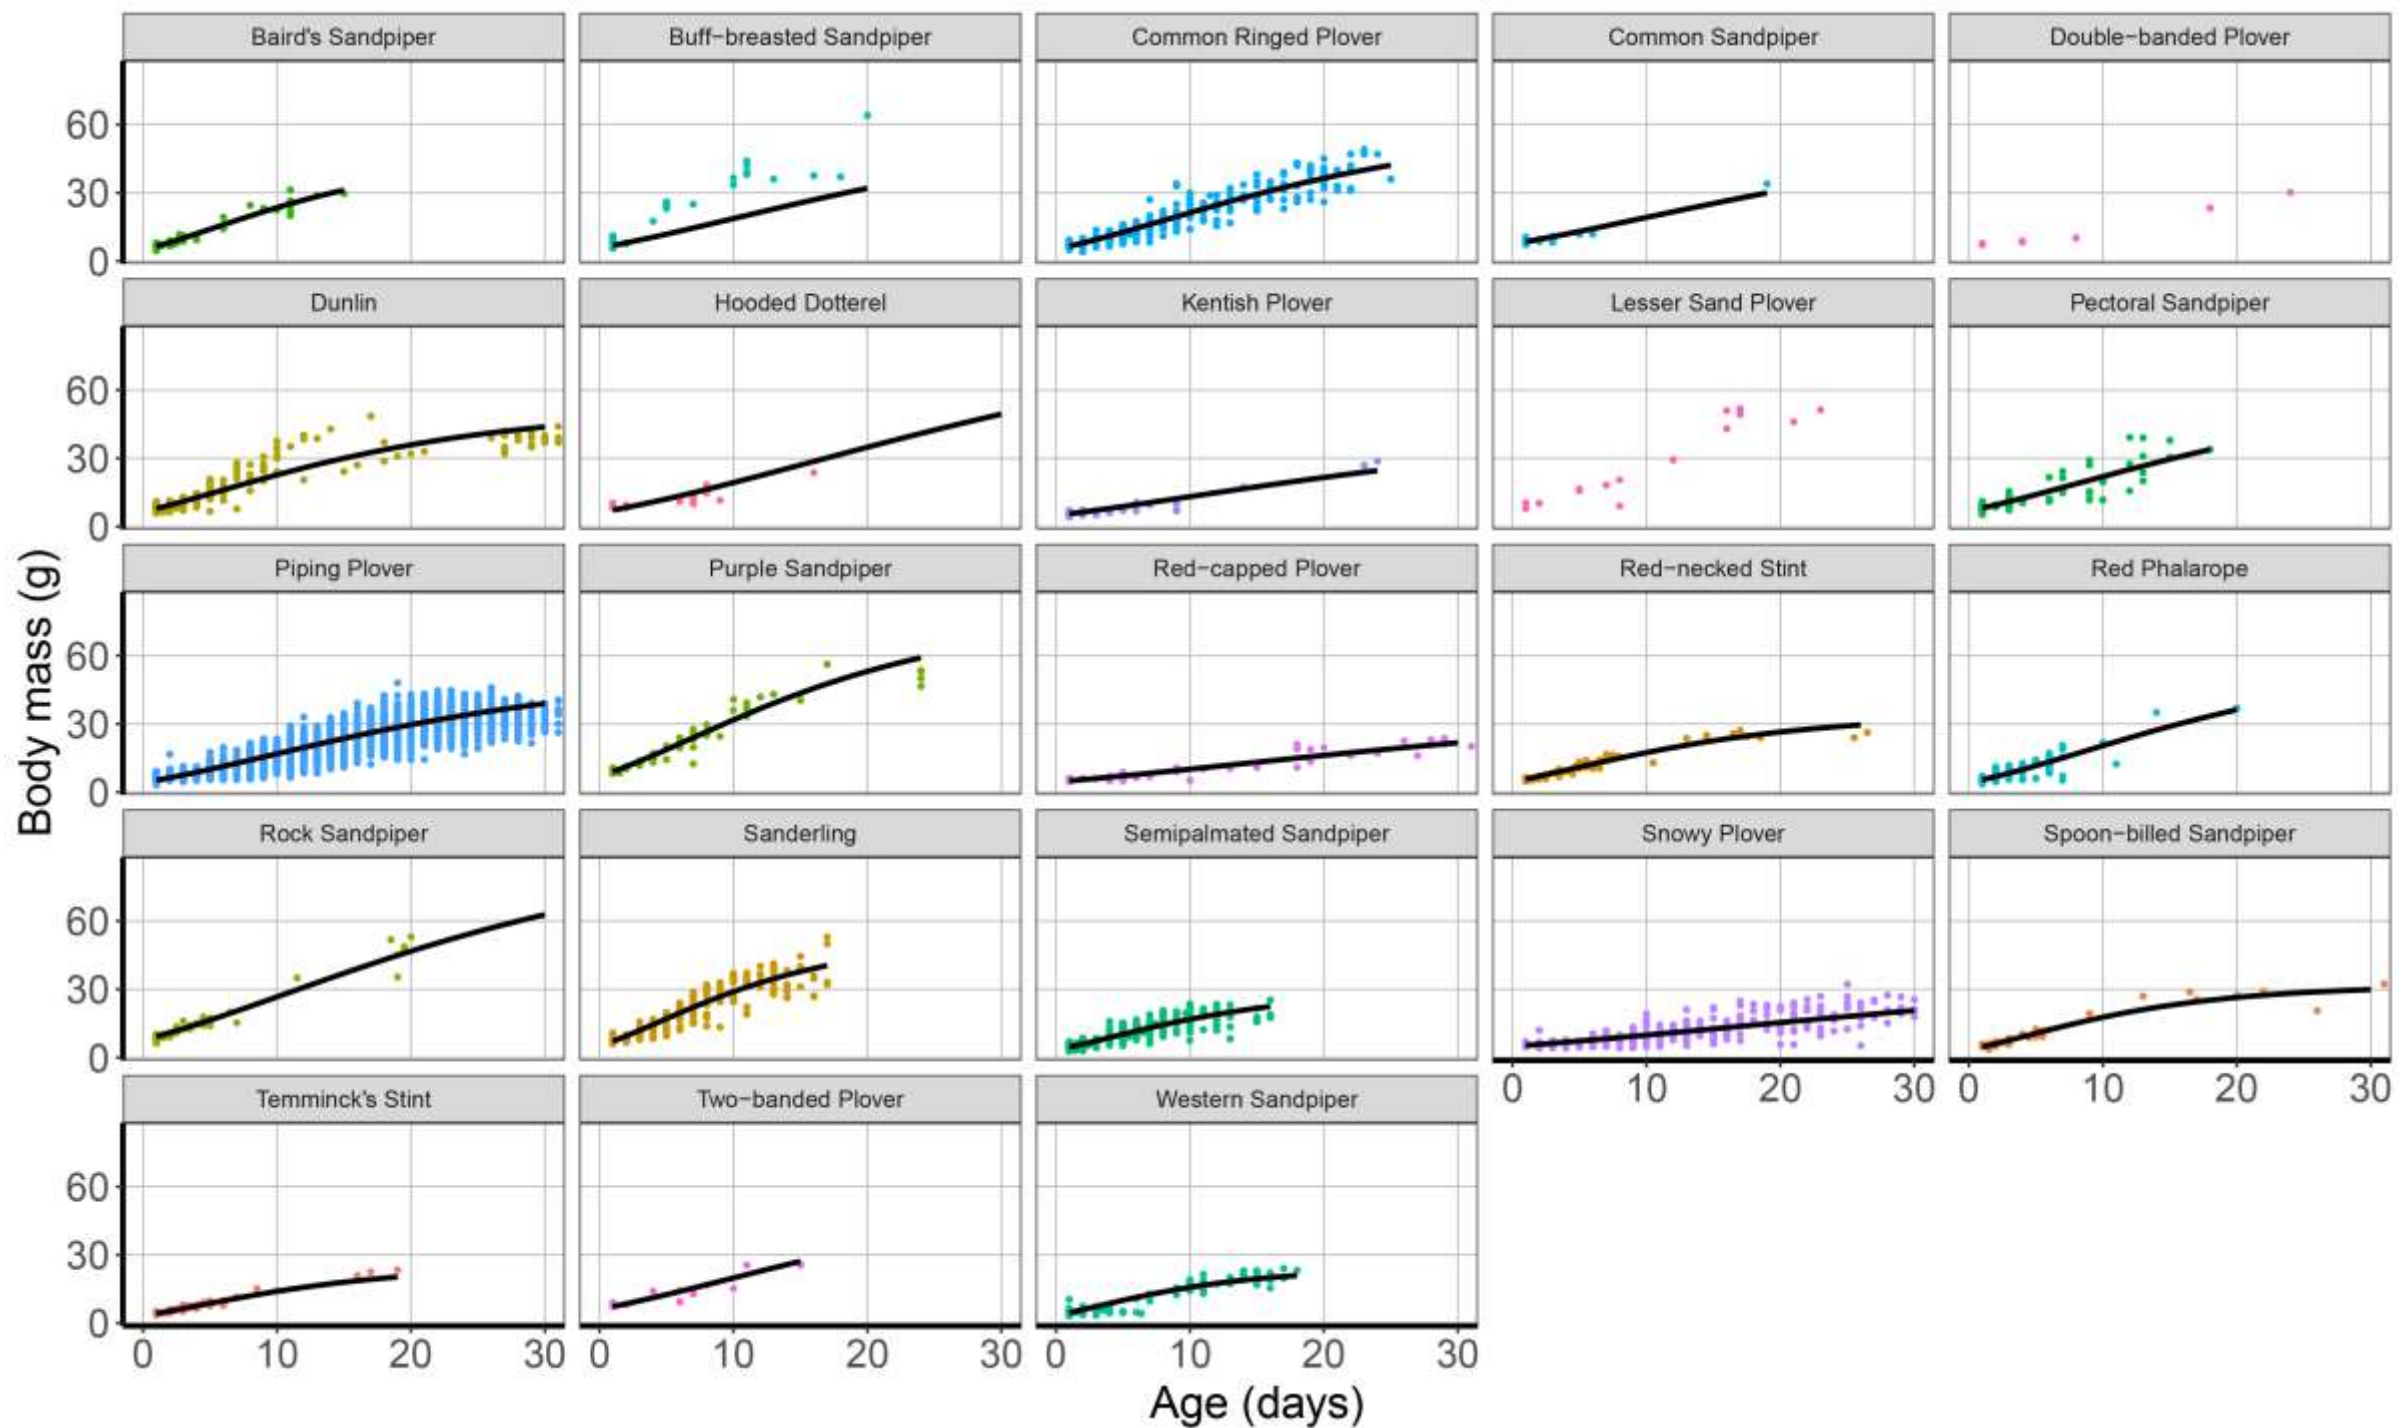 Baird's Sandpiper
Buff−breasted Sandpiper
Common Ringed Plover
Common Sandpiper
Double−banded Plover
60
30
0
Dunlin
Hooded Dotterel
Kentish Plover
Lesser Sand Plover
Pectoral Sandpiper
60
30
0
Piping Plover
Purple Sandpiper
Red−capped Plover
Red−necked Stint
Red Phalarope
60
30
0
Body mass (g)
Rock Sandpiper
Sanderling
Semipalmated Sandpiper
Snowy Plover
Spoon−billed Sandpiper
60
30
0
0 10 20 30
0 10 20 30
Temminck's Stint
Two−banded Plover
Western Sandpiper
60
30
0
0 10 20 30
0 10 20 30
0 10 20 30
Age (days)